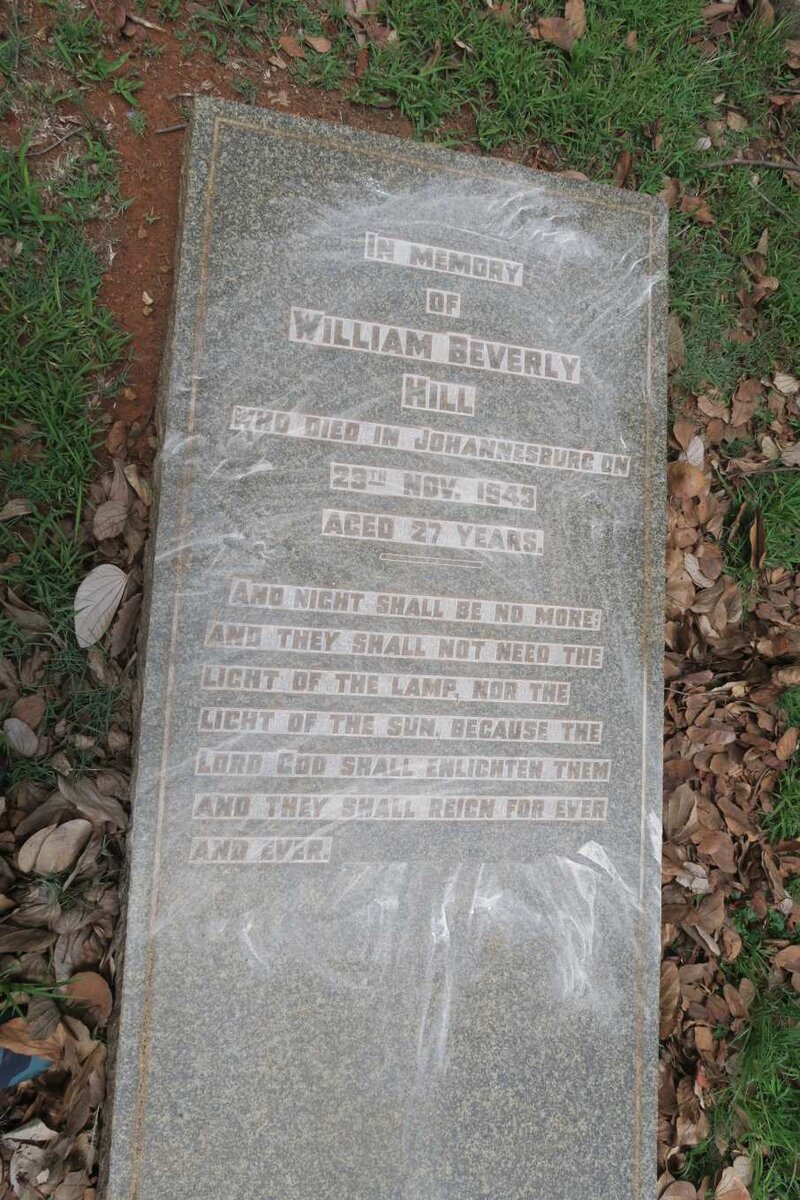 IN MEMORY
OF
WILLIAM BEVERLY
HILL
WHO DIED IN JOHANNESBURG ON
29TH NOV. 1943
AGED 27 YEARS.
AND NIGHT SHALL BE NO MORE:
AND THEY SHALL NOT NEED THE
LIGHT OF THE LAMP, NOR THE
LIGHT OF THE SUN, BECAUSE THE
LORD GOD SHALL ENLIGHTEN THEM
AND THEY SHALL REIGN FOR EVER
AND EVER.